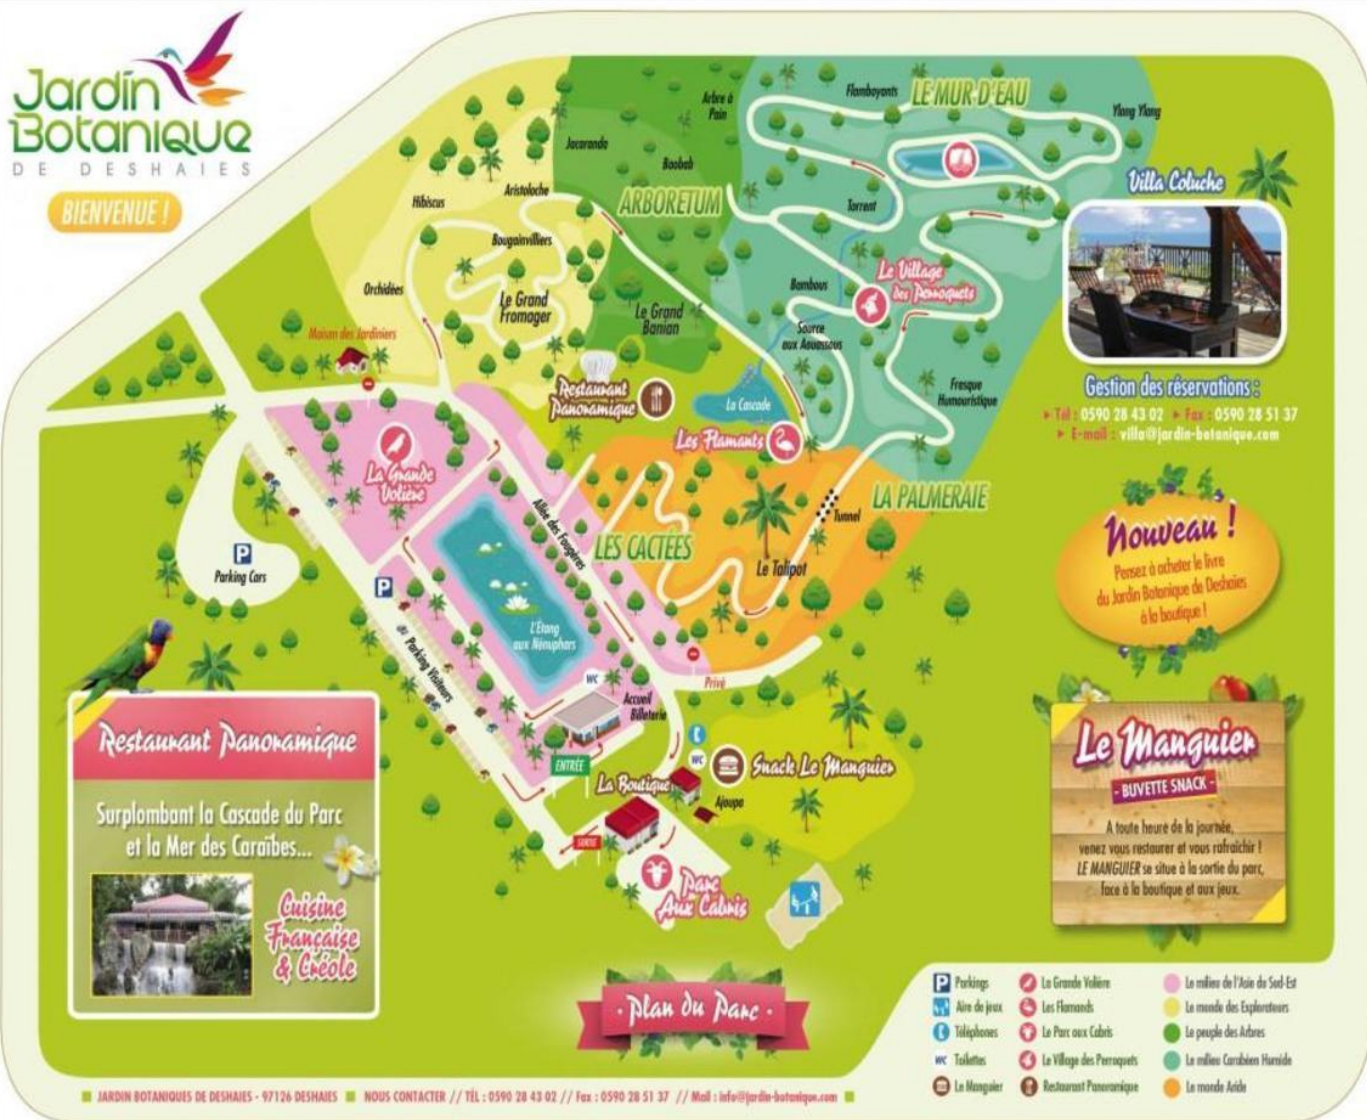 Jardin
Botanique
DE DESHAIES
BIENVENUE !
LE MUR D'EAU
Flamboyants
Ylang Ylang
Arbre à
Pain
Jacaranda
Baobab
ARBORETUM
Aristoloche
Hibiscus
Bougainvilliers
Orchidées
Le Grand
Fromager
Le Grand
Banian
Torrent
Bambous
Le Village
des Perroquets
Source
aux Aouassous
Fresque
Humouristique
La Cascade
Maison des Jardiniers
Restaurant
Panoramique
Les Flamants
La Grande
Volière
LES CACTÉES
LA PALMERAIE
Tunnel
Le Talipot
Allée des Fougères
P
Parking Cars
P
Parking Visiteurs
L'Étang
aux Nénuphars
WC
Accueil
Billeterie
Privé
ENTRÉE
WC
Snack Le Manguier
La Boutique
Ajoupa
SORTIE
Parc
Aux Cabris
Villa Coluche
Gestion des réservations :
Tél : 0590 28 43 02 Fax : 0590 28 51 37
E-mail : villa@jardin-botanique.com
Nouveau !
Pensez à acheter le livre
du Jardin Botanique de Deshaies
à la boutique !
Le Manguier
- BUVETTE SNACK -
A toute heure de la journée,
venez vous restaurer et vous rafraichir !
LE MANGUIER se situe à la sortie du parc,
face à la boutique et aux jeux.
Restaurant Panoramique
Surplombant la Cascade du Parc
et la Mer des Caraïbes...
Cuisine
Française
& Créole
• Plan du Parc •
P Parkings
Aire de jeux
Téléphones
WC Toilettes
Le Manguier
La Grande Volière
Les Flamands
Le Parc aux Cabris
Le Village des Perroquets
Restaurant Panoramique
Le milieu de l'Asie du Sud-Est
Le monde des Explorateurs
Le peuple des Arbres
Le milieu Caraïbéen Humide
Le monde Aride
JARDIN BOTANIQUES DE DESHAIES - 97126 DESHAIES NOUS CONTACTER // TÉL : 0590 28 43 02 // Fax : 0590 28 51 37 // Mail : info@jardin-botanique.com